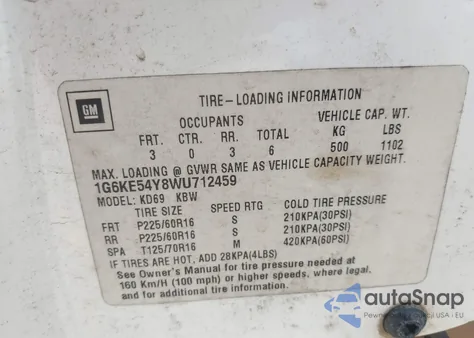 GM
TIRE-LOADING INFORMATION
OCCUPANTS VEHICLE CAP. WT.
FRT. CTR. RR. TOTAL KG LBS
3 0 3 6 500 1102
MAX. LOADING @ GVWR SAME AS VEHICLE CAPACITY WEIGHT.
1G6KE54Y8WU712459
MODEL: KD69 KBW
TIRE SIZE SPEED RTG COLD TIRE PRESSURE
FRT P225/60R16 S 210KPA(30PSI)
RR P225/60R16 S 210KPA(30PSI)
SPA T125/70R16 M 420KPA(60PSI)
IF TIRES ARE HOT, ADD 28KPA(4LBS)
See Owner's Manual for tire pressure needed at
160 Km/H (100 mph) or higher speeds, where legal,
and for additional tire information.
autoSnap
USA i EU